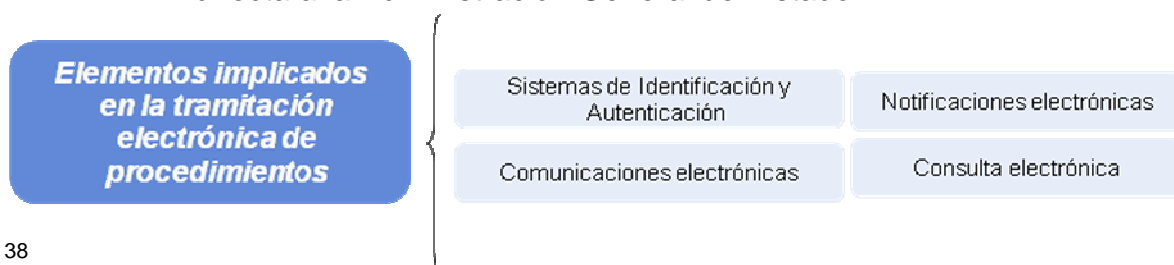 Elementos implicados
en la tramitación
electrónica de
procedimientos
Sistemas de Identificación y
Autenticación
Notificaciones electrónicas
Comunicaciones electrónicas
Consulta electrónica
38